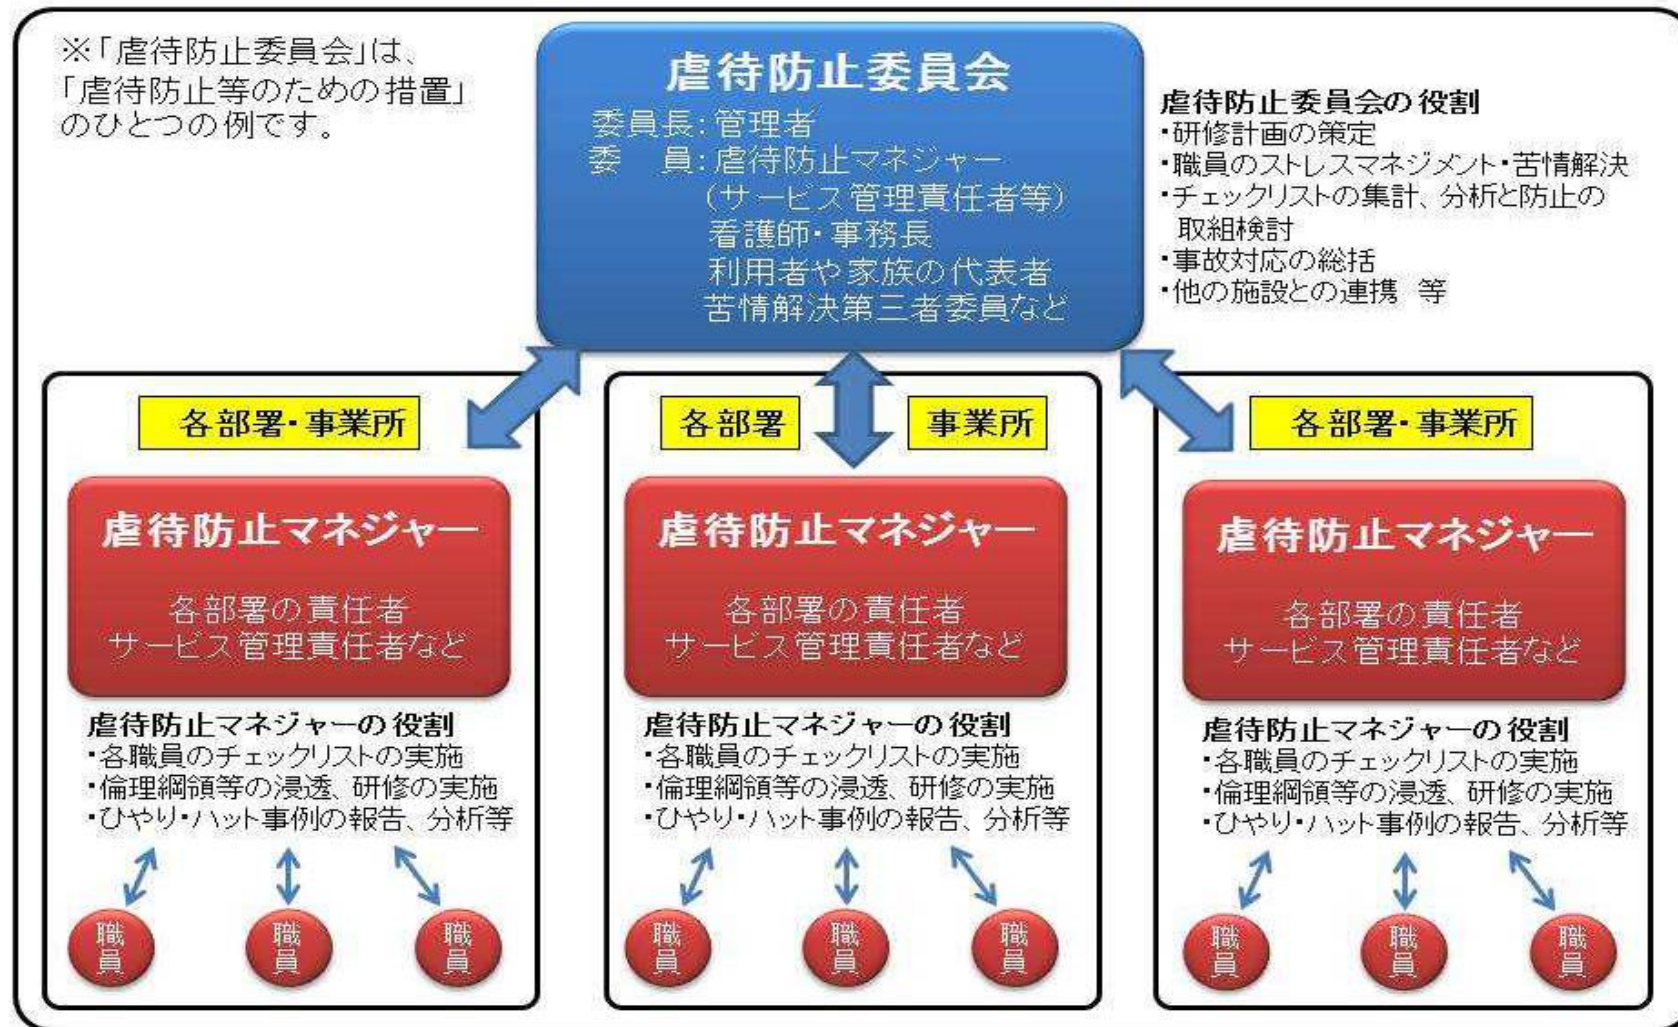 ※「虐待防止委員会」は、
「虐待防止等のための措置」
のひとつの例です。
虐待防止委員会
委員長：管理者
委　員：虐待防止マネジャー
（サービス管理責任者等）
看護師・事務長
利用者や家族の代表者
苦情解決第三者委員など
虐待防止委員会の役割
・研修計画の策定
・職員のストレスマネジメント・苦情解決
・チェックリストの集計、分析と防止の
取組検討
・事故対応の総括
・他の施設との連携　等
各部署・事業所
虐待防止マネジャー
各部署の責任者
サービス管理責任者など
虐待防止マネジャーの役割
・各職員のチェックリストの実施
・倫理綱領等の浸透、研修の実施
・ひやり・ハット事例の報告、分析等
職員
職員
職員
各部署
事業所
虐待防止マネジャー
各部署の責任者
サービス管理責任者など
虐待防止マネジャーの役割
・各職員のチェックリストの実施
・倫理綱領等の浸透、研修の実施
・ひやり・ハット事例の報告、分析等
職員
職員
職員
各部署・事業所
虐待防止マネジャー
各部署の責任者
サービス管理責任者など
虐待防止マネジャーの役割
・各職員のチェックリストの実施
・倫理綱領等の浸透、研修の実施
・ひやり・ハット事例の報告、分析等
職員
職員
職員